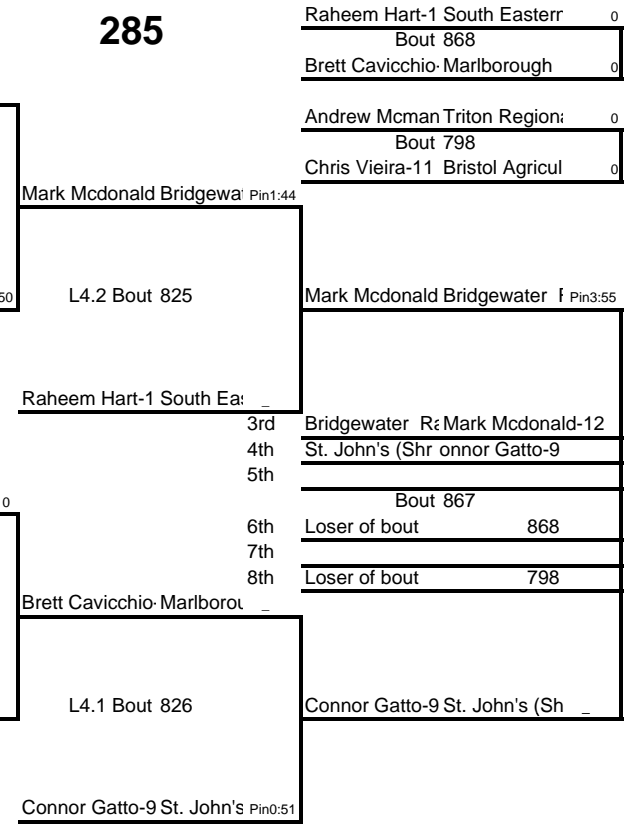 285
Raheem Hart-1 South Eastern 0
Bout 868
Brett Cavicchio- Marlborough 0
Andrew Mcman Triton Regiona 0
Bout 798
Chris Vieira-11 Bristol Agricul 0
Mark Mcdonald Bridgewat Pin1:44
50 L4.2 Bout 825
Mark Mcdonald Bridgewater Pin3:55
Raheem Hart-1 South Eas _
3rd Bridgewater Ra Mark Mcdonald-12
4th St. John's (Shr onnor Gatto-9
5th
0 Bout 867
6th Loser of bout 868
7th
8th Loser of bout 798
Brett Cavicchio- Marlborou _
L4.1 Bout 826
Connor Gatto-9 St. John's (Sh _
Connor Gatto-9 St. John's Pin0:51